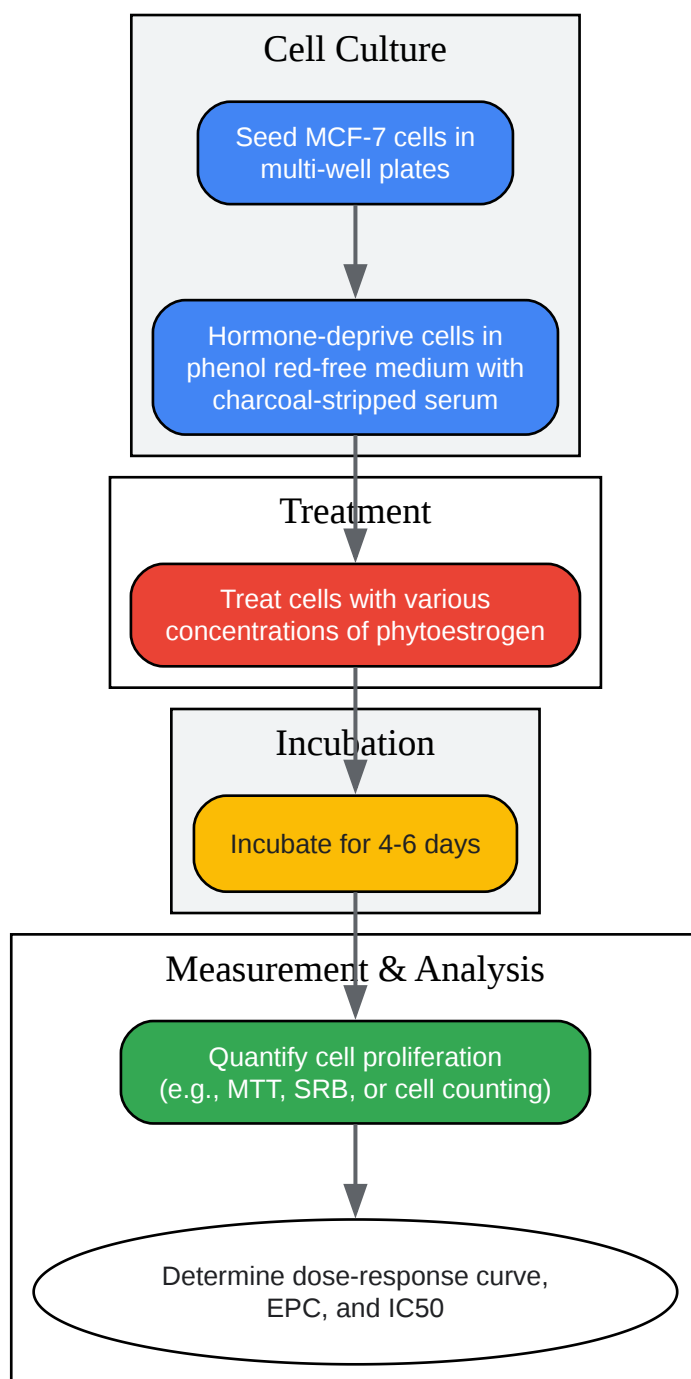 Cell Culture
Seed MCF-7 cells in
multi-well plates
Hormone-deprive cells in
phenol red-free medium with
charcoal-stripped serum
Treatment
Treat cells with various
concentrations of phytoestrogen
Incubation
Incubate for 4-6 days
Measurement & Analysis
Quantify cell proliferation
(e.g., MTT, SRB, or cell counting)
Determine dose-response curve,
EPC, and IC50